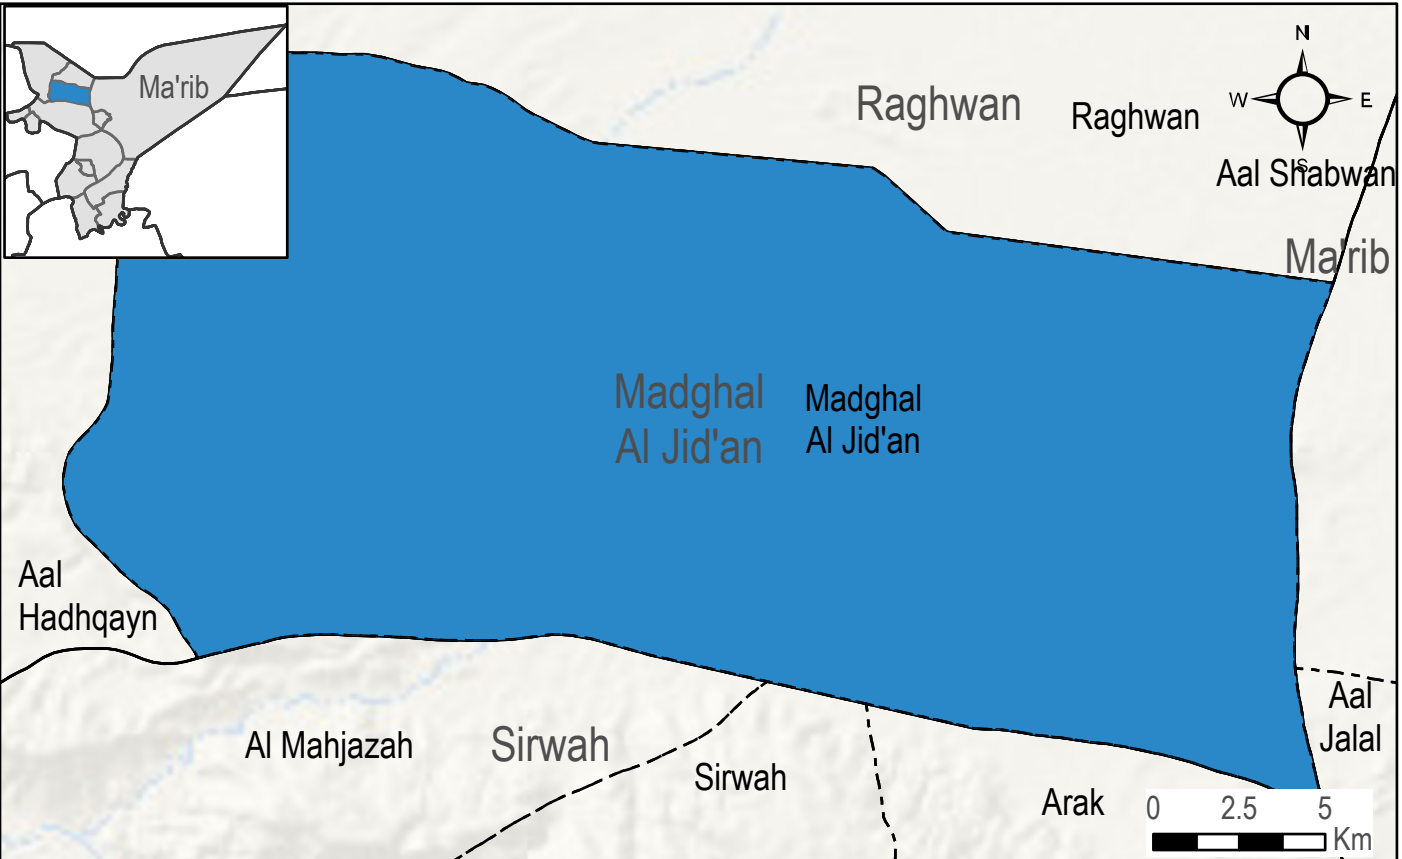 N
Ma'rib
Raghwan
Raghwan
W
E
S
Aal Shabwan
Ma'rib
Madghal
Al Jid'an
Madghal
Al Jid'an
Aal
Hadhqayn
Al Mahjazah
Sirwah
Sirwah
Arak
Aal
Jalal
0 2.5 5
Km